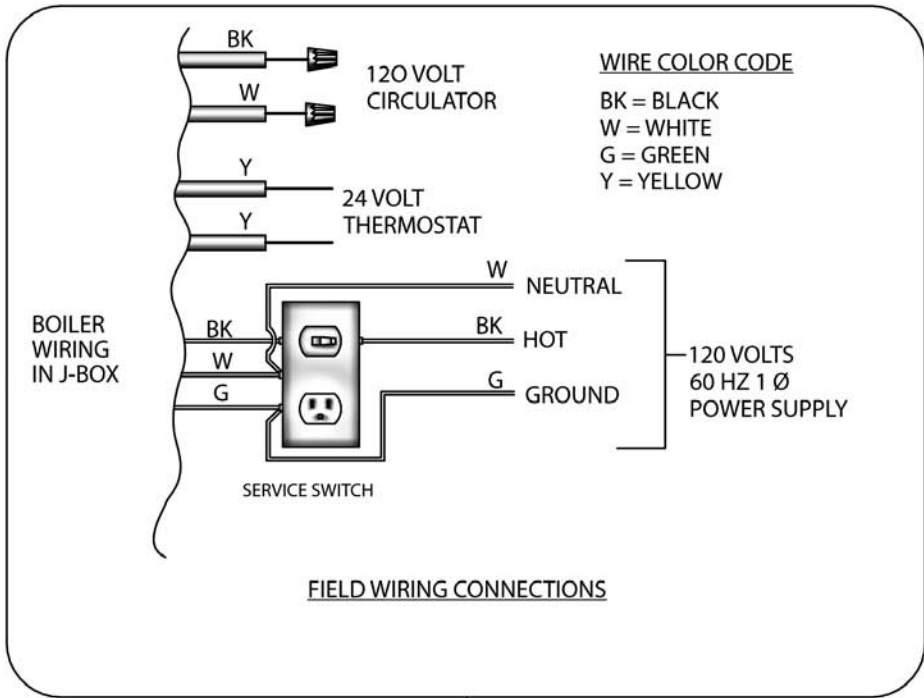 BK
W
120 VOLT
CIRCULATOR
Y
Y
24 VOLT
THERMOSTAT
WIRE COLOR CODE
BK = BLACK
W = WHITE
G = GREEN
Y = YELLOW
BOILER
WIRING
IN J-BOX
BK
W
G
W
NEUTRAL
BK
HOT
G
GROUND
120 VOLTS
60 HZ 1 Ø
POWER SUPPLY
SERVICE SWITCH
FIELD WIRING CONNECTIONS